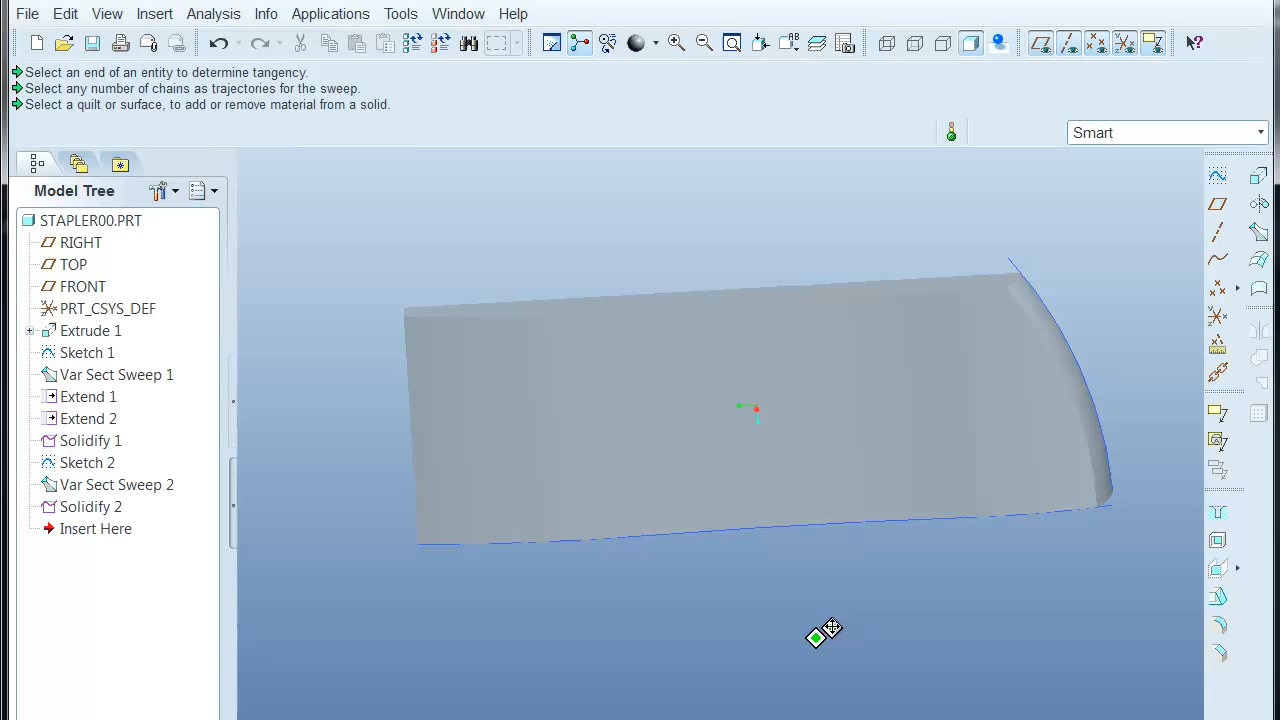 File Edit View Insert Analysis Info Applications Tools Window Help
Select an end of an entity to determine tangency.
Select any number of chains as trajectories for the sweep.
Select a quilt or surface, to add or remove material from a solid.
Smart
Model Tree
STAPLER00.PRT
RIGHT
TOP
FRONT
PRT_CSYS_DEF
Extrude 1
Sketch 1
Var Sect Sweep 1
Extend 1
Extend 2
Solidify 1
Sketch 2
Var Sect Sweep 2
Solidify 2
Insert Here